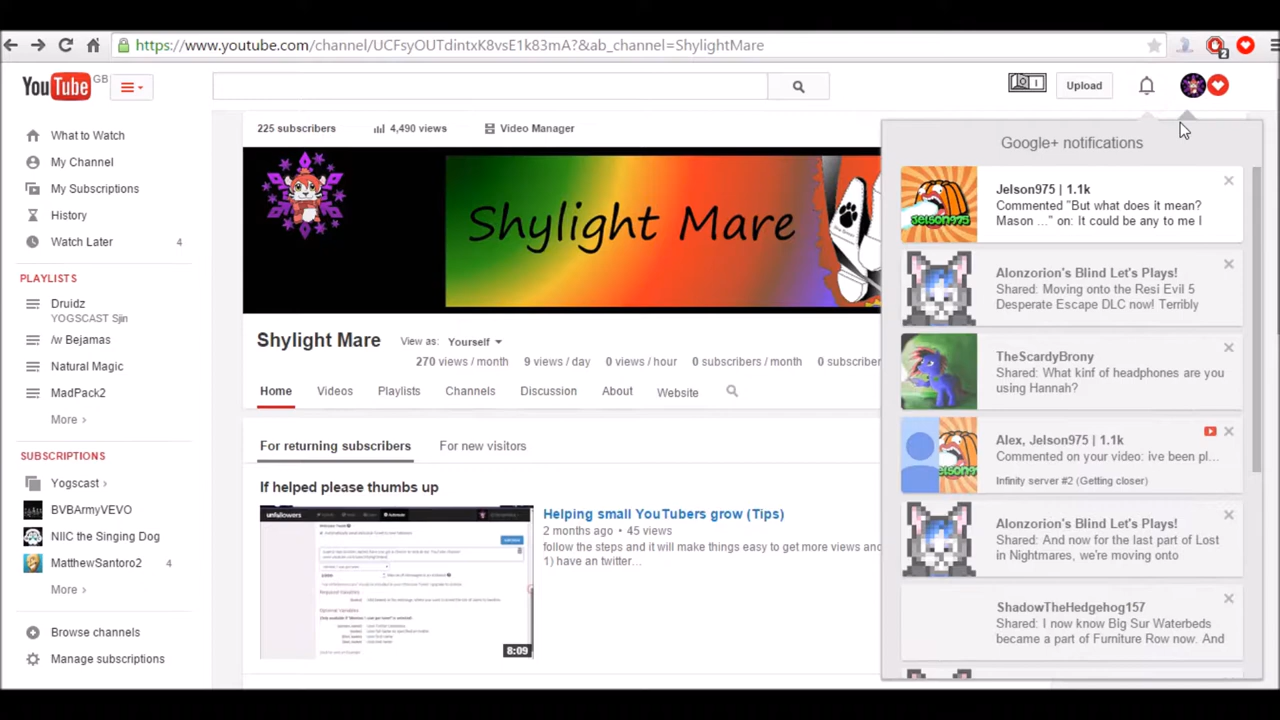 https://www.youtube.com/channel/UCFsyOUTdintxK8vsE1k83mA?&ab_channel=ShylightMare
2
YouTube GB
Upload
What to Watch
My Channel
My Subscriptions
History
Watch Later 4
PLAYLISTS
Druidz
YOGSCAST Sjin
/w Bejamas
Natural Magic
MadPack2
More ›
SUBSCRIPTIONS
Yogscast ›
BVBArmyVEVO
NIIC the Singing Dog
MatthewSantoro2 4
More ›
Browse channels
Manage subscriptions
225 subscribers 4,490 views Video Manager
Shylight Mare
Shylight Mare View as: Yourself
270 views / month 9 views / day 0 views / hour 0 subscribers / month 0 subscriber
Home Videos Playlists Channels Discussion About Website
For returning subscribers For new visitors
If helped please thumbs up
unfollowers
8:09
Helping small YouTubers grow (Tips)
2 months ago • 45 views
follow the steps and it will make things easy to get more views and
1) have an twitter…
Google+ notifications
JELSON975
Jelson975 | 1.1k
Commented "But what does it mean?
Mason ..." on: It could be any to me I
Alonzorion's Blind Let's Plays!
Shared: Moving onto the Resi Evil 5
Desperate Escape DLC now! Terribly
TheScardyBrony
Shared: What kinf of headphones are you
using Hannah?
Alex, Jelson975 | 1.1k
Commented on your video: ive been pl...
Infinity server #2 (Getting closer)
Alonzorion's Blind Let's Plays!
Shared: And now for the last part of Lost
in Nightmares, we moving onto
ShadowTheHedgehog157
Shared: I know that Big Sur Waterbeds
became a part of Furniture Row now. And